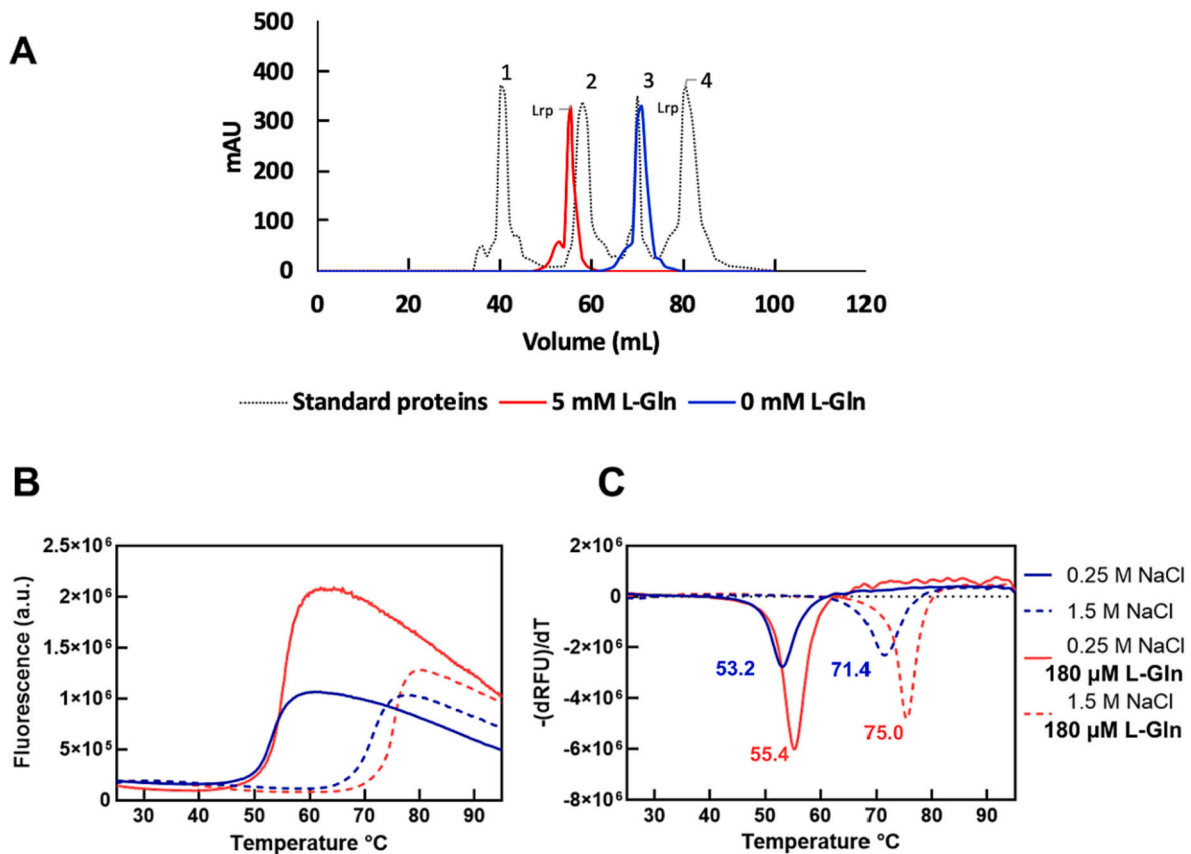 A
500
400
300
200
100
0
mAU
1
2
3
4
Lrp
Lrp
0
20
40
60
80
100
120
Volume (mL)
Standard proteins
5 mM L-Gln
0 mM L-Gln
B
2.5×10⁶
2×10⁶
1.5×10⁶
1×10⁶
5×10⁵
0
Fluorescence (a.u.)
30
40
50
60
70
80
90
Temperature °C
C
2×10⁶
0
-2×10⁶
-4×10⁶
-6×10⁶
-8×10⁶
-(dRFU)/dT
53.2
71.4
55.4
75.0
30
40
50
60
70
80
90
Temperature °C
0.25 M NaCl
1.5 M NaCl
0.25 M NaCl
180 µM L-Gln
1.5 M NaCl
180 µM L-Gln